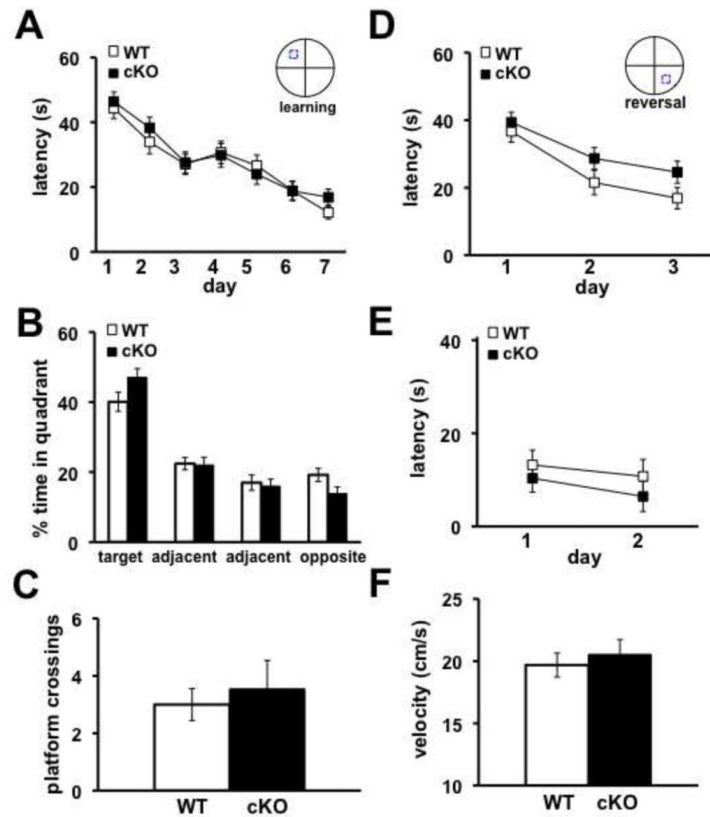 A
60
40
20
0
latency (s)
WT
cKO
learning
1 2 3 4 5 6 7
day
D
60
40
20
0
latency (s)
WT
cKO
reversal
1 2 3
day
B
60
40
20
0
% time in quadrant
WT
cKO
target adjacent adjacent opposite
E
40
20
0
latency (s)
WT
cKO
1 2
day
C
6
4
2
0
platform crossings
WT cKO
F
25
20
15
10
velocity (cm/s)
WT cKO